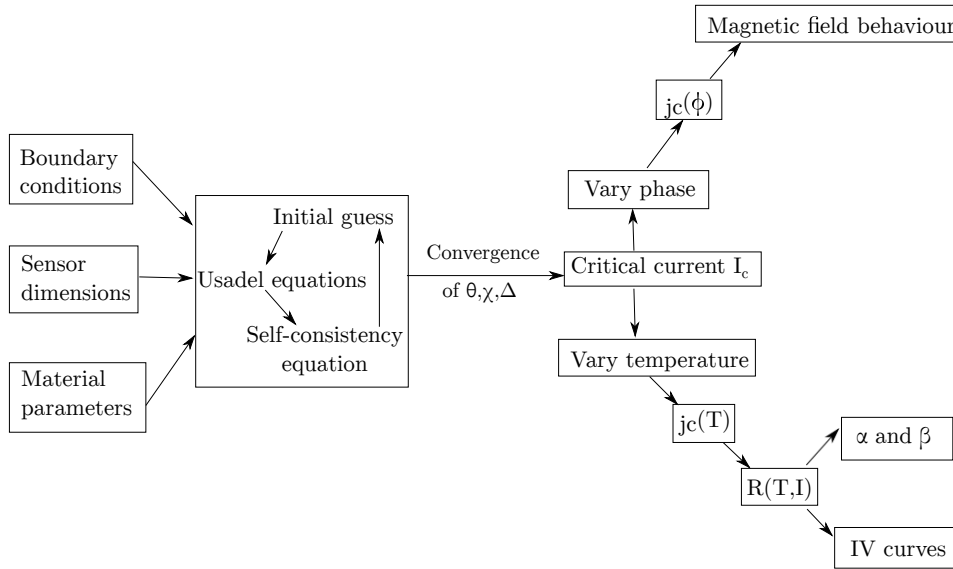 Magnetic field behaviour
jc(ϕ)
Boundary
conditions
Vary phase
Initial guess
Sensor
dimensions
Usadel equations
Convergence
of θ,χ,Δ
Critical current I_c
Self-consistency
equation
Vary temperature
Material
parameters
jc(T)
α and β
R(T,I)
IV curves